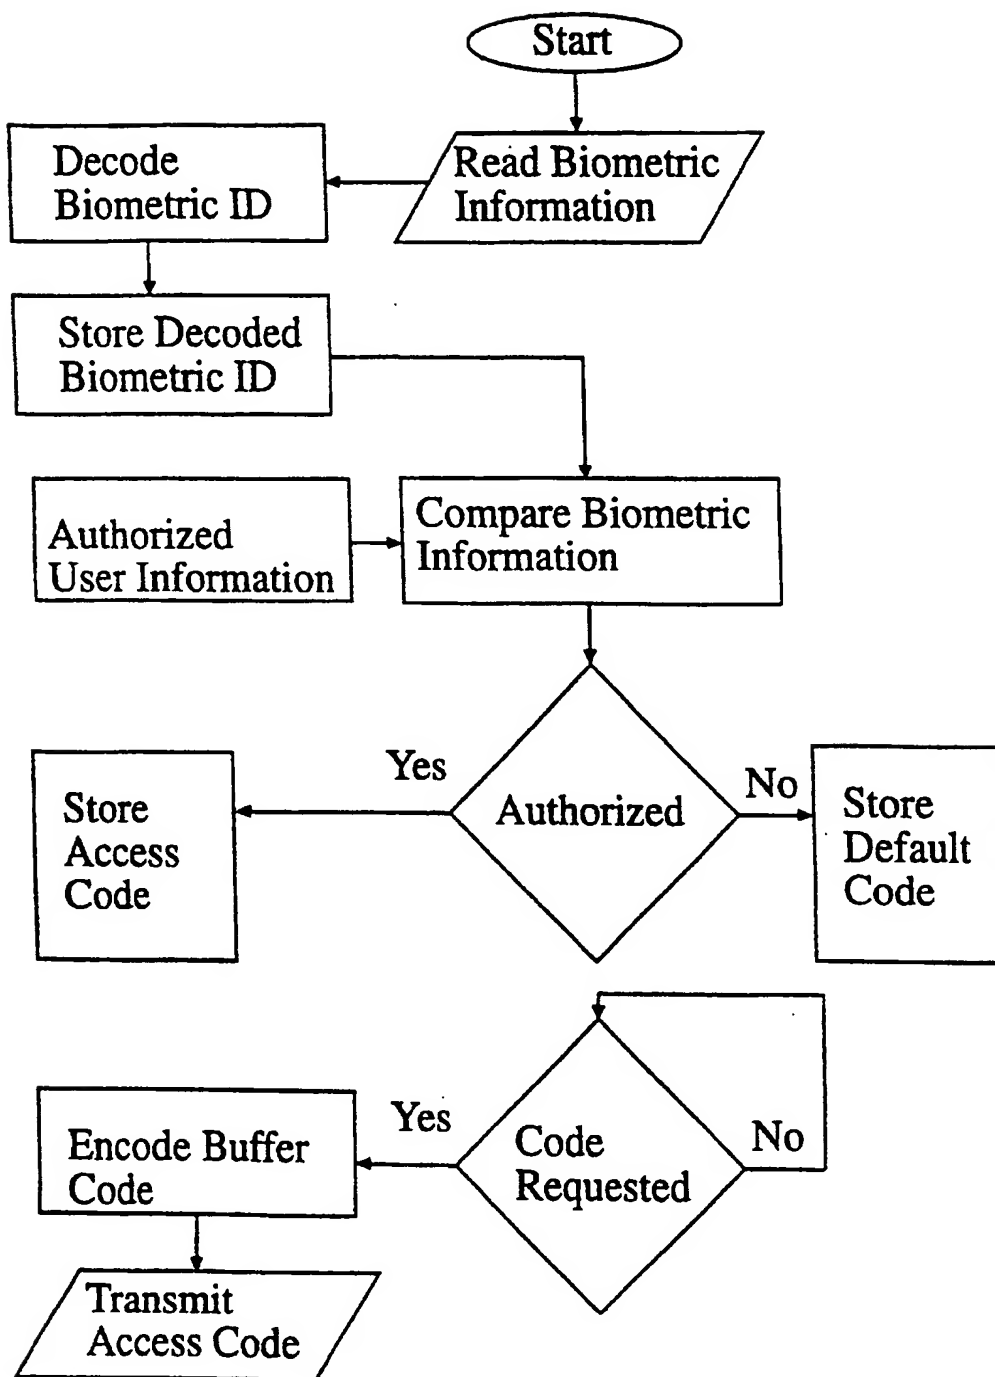 Start
Read Biometric
Information
Decode
Biometric ID
Store Decoded
Biometric ID
Authorized
User Information
Compare Biometric
Information
Authorized
Yes
No
Store
Access
Code
Store
Default
Code
Code
Requested
Yes
No
Encode Buffer
Code
Transmit
Access Code